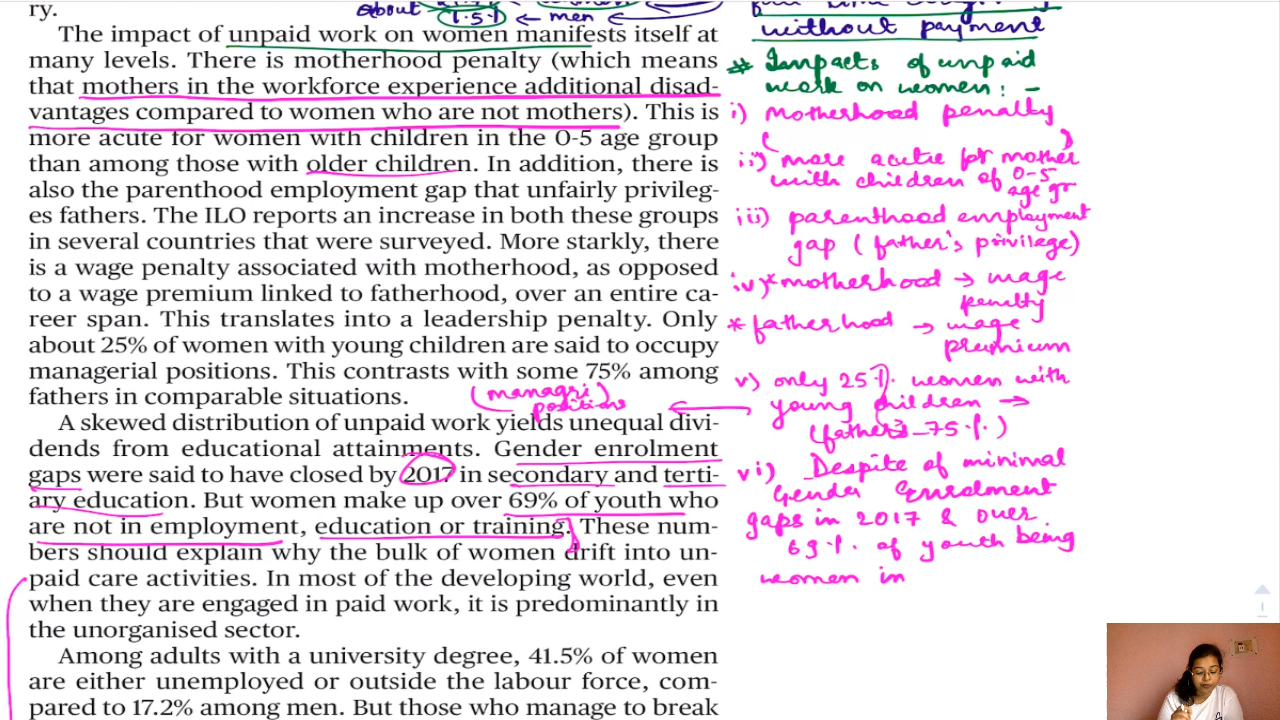 ry.
about
1.5% ← men ←
without payment
The impact of unpaid work on women manifests itself at
many levels. There is motherhood penalty (which means
that mothers in the workforce experience additional disad-
vantages compared to women who are not mothers). This is
more acute for women with children in the 0-5 age group
than among those with older children. In addition, there is
also the parenthood employment gap that unfairly privileg-
es fathers. The ILO reports an increase in both these groups
in several countries that were surveyed. More starkly, there
is a wage penalty associated with motherhood, as opposed
to a wage premium linked to fatherhood, over an entire ca-
reer span. This translates into a leadership penalty. Only
about 25% of women with young children are said to occupy
managerial positions. This contrasts with some 75% among
fathers in comparable situations.
A skewed distribution of unpaid work yields unequal divi-
dends from educational attainments. Gender enrolment
gaps were said to have closed by 2017 in secondary and terti-
ary education. But women make up over 69% of youth who
are not in employment, education or training. These num-
bers should explain why the bulk of women drift into un-
paid care activities. In most of the developing world, even
when they are engaged in paid work, it is predominantly in
the unorganised sector.
Among adults with a university degree, 41.5% of women
are either unemployed or outside the labour force, com-
pared to 17.2% among men. But those who manage to break
# Impacts of unpaid
work on women: -
i) motherhood penalty
ii) more acute for mother
with children of 0-5
age gr
iii) parenthood employment
gap (father's privilege)
iv) * motherhood → wage
penalty
* fatherhood → wage
premium
v) only 25%. women with
young children →
(fathers - 75%.)
(managri)
positions
vi) Despite of minimal
Gender Enrolment
gaps in 2017 & over
69%. of youth being
women in